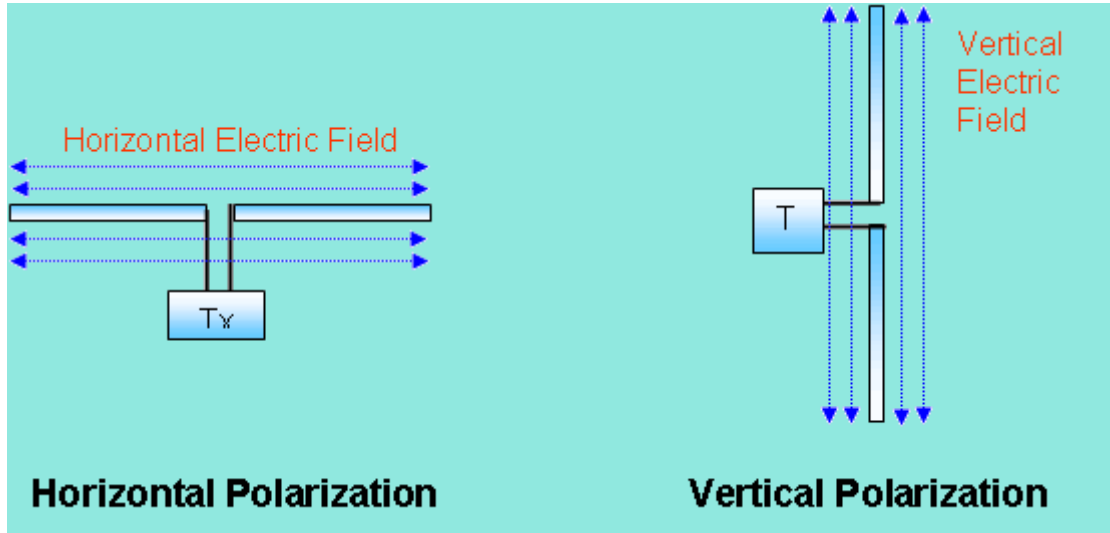 Horizontal Electric Field
Tx
Horizontal Polarization
Vertical
Electric
Field
T
Vertical Polarization